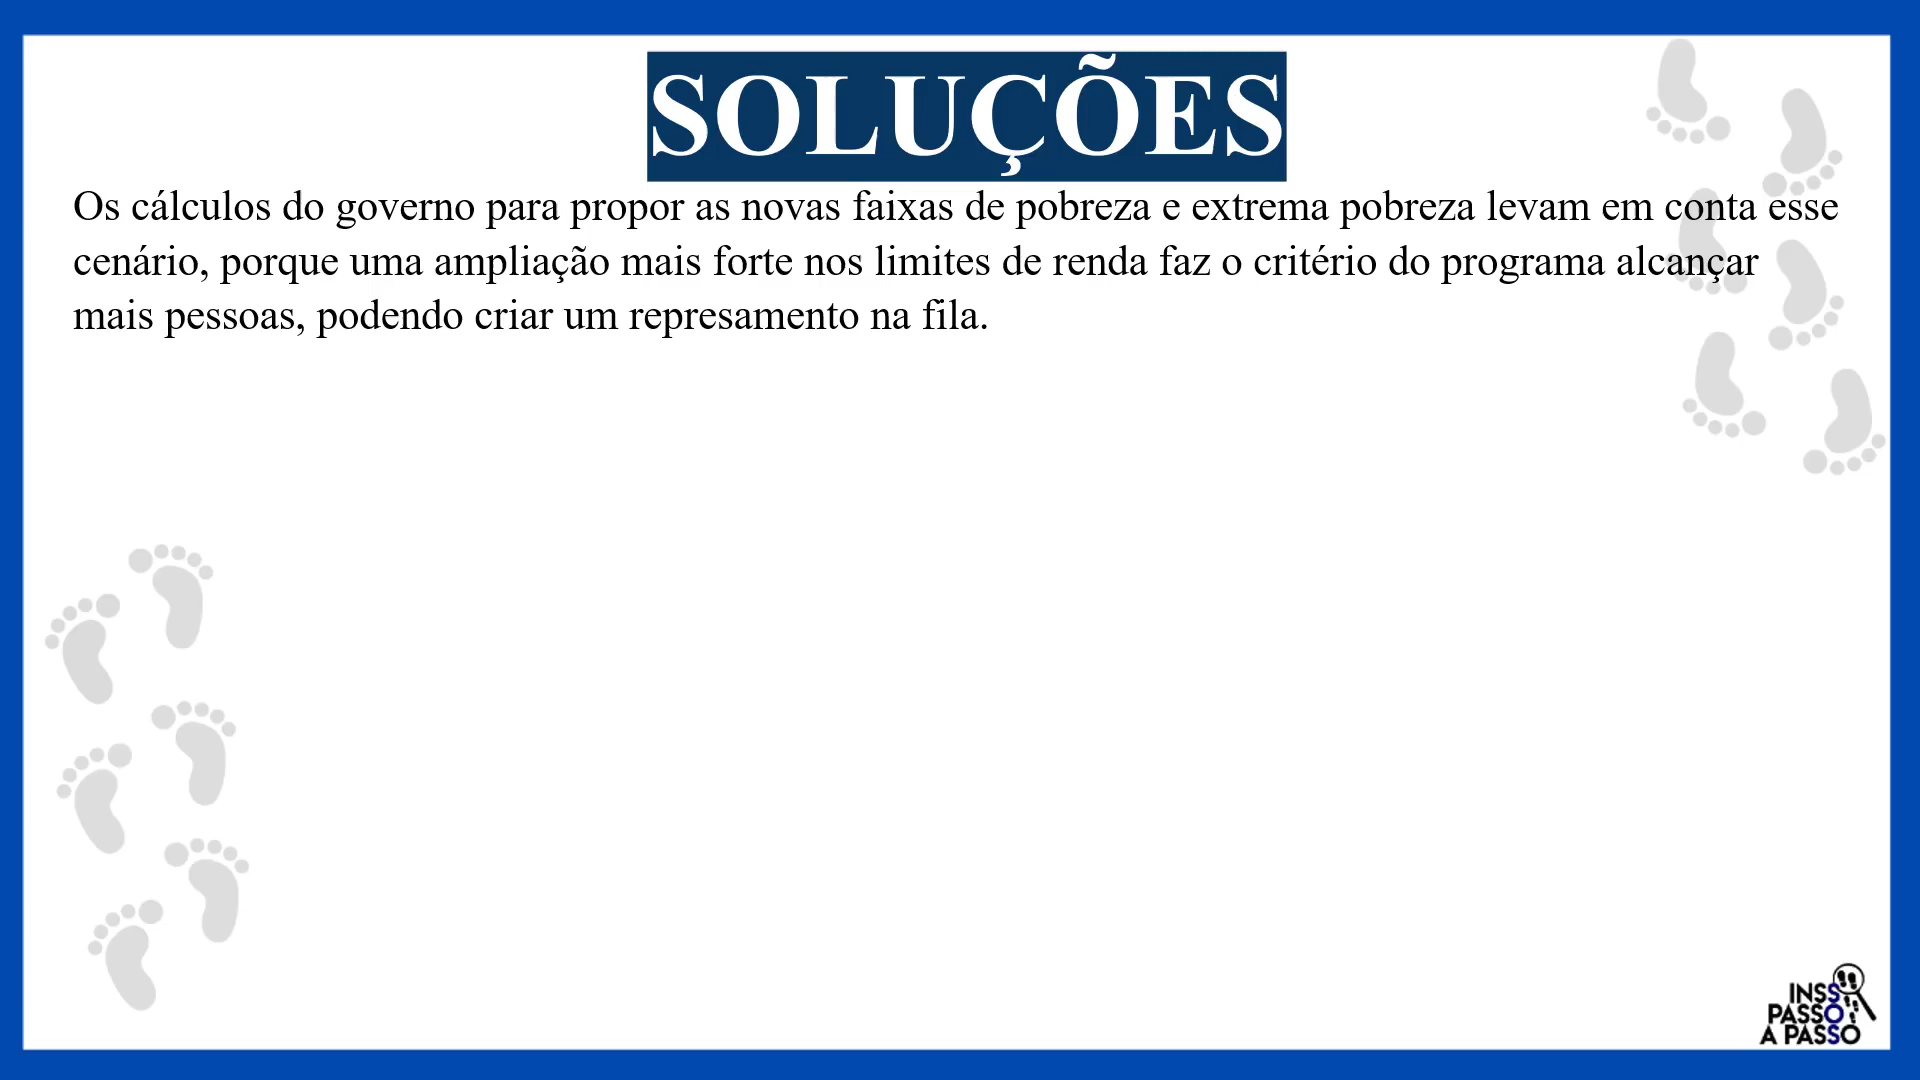 SOLUÇÕES
Os cálculos do governo para propor as novas faixas de pobreza e extrema pobreza levam em conta esse
cenário, porque uma ampliação mais forte nos limites de renda faz o critério do programa alcançar
mais pessoas, podendo criar um represamento na fila.
INSS
PASSO
A PASSO